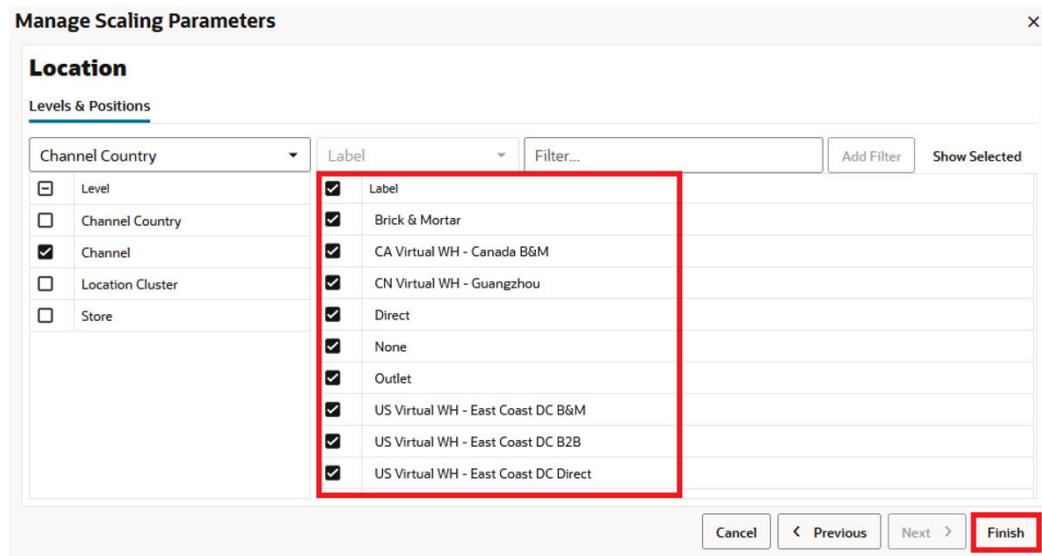 Manage Scaling Parameters
Location
Levels & Positions
Channel Country Label Filter... Add Filter Show Selected
Level Label
Channel Country Brick & Mortar
Channel CA Virtual WH - Canada B&M
Location Cluster CN Virtual WH - Guangzhou
Store Direct
None
Outlet
US Virtual WH - East Coast DC B&M
US Virtual WH - East Coast DC B2B
US Virtual WH - East Coast DC Direct
Cancel Previous Next Finish